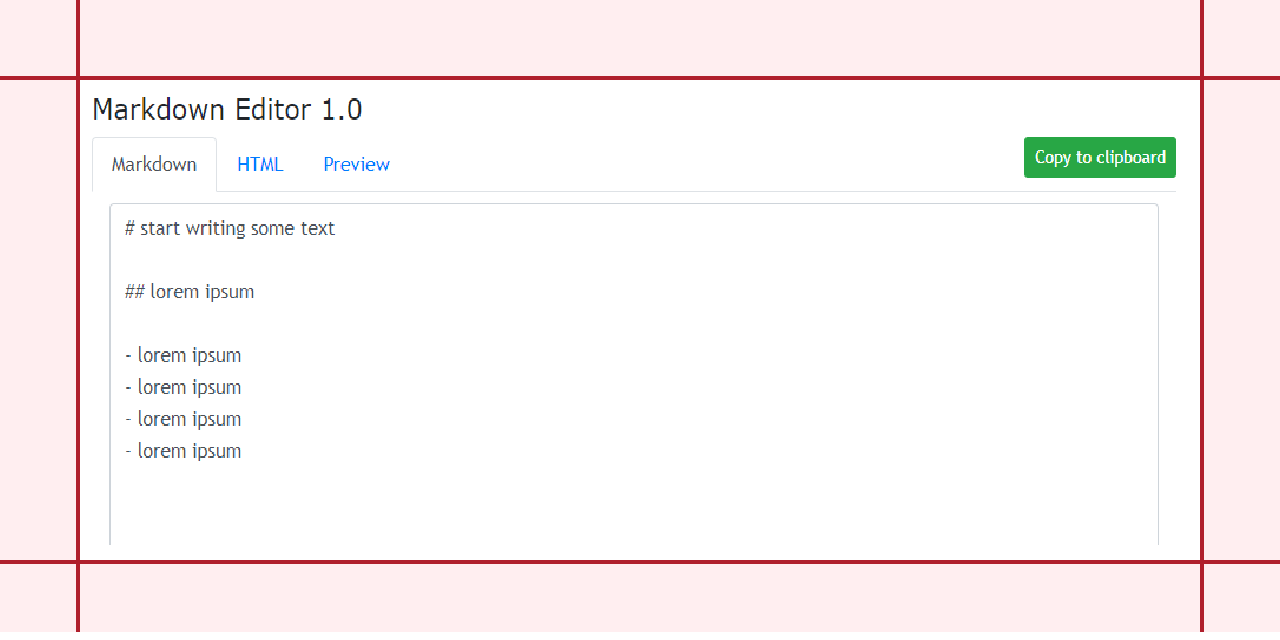 Markdown Editor 1.0
Markdown HTML Preview Copy to clipboard
# start writing some text
## lorem ipsum
- lorem ipsum
- lorem ipsum
- lorem ipsum
- lorem ipsum